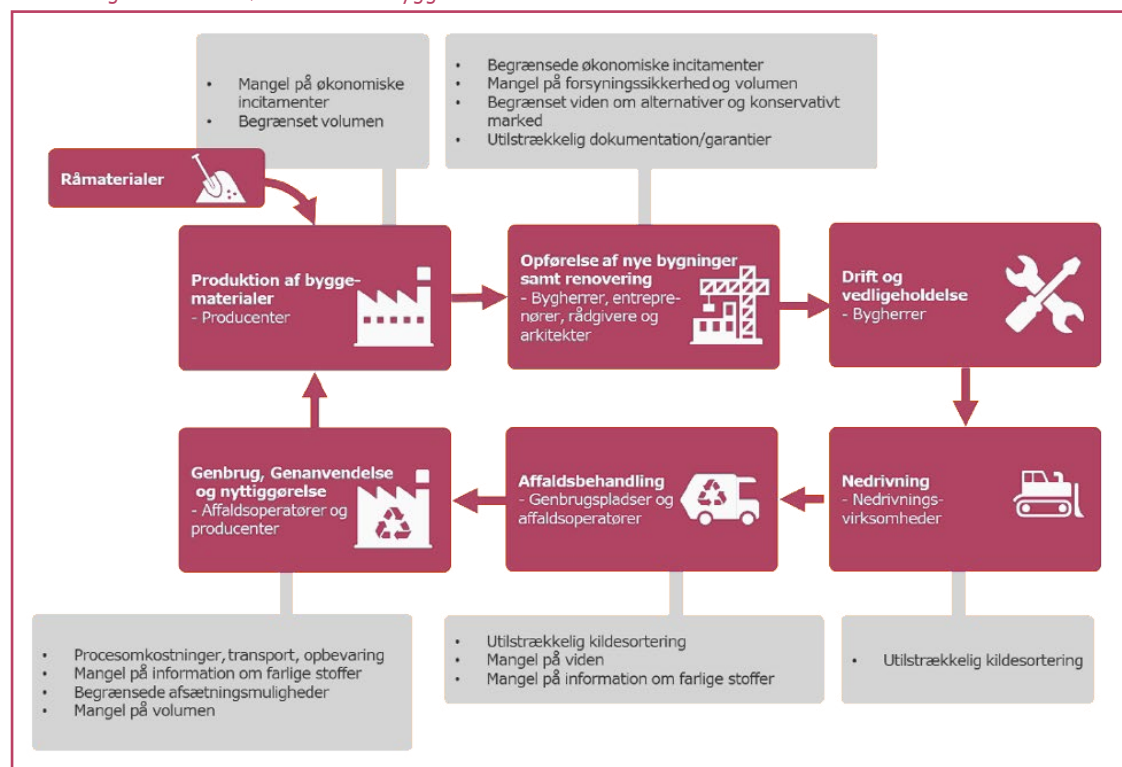 • Mangel på økonomiske
incitamenter
• Begrænset volumen
• Begrænsede økonomiske incitamenter
• Mangel på forsyningssikkerhed og volumen
• Begrænset viden om alternativer og konservativt
marked
• Utilstrækkelig dokumentation/garantier
Råmaterialer
Produktion af bygge-
materialer
- Producenter
Opførelse af nye bygninger
samt renovering
- Bygherrer, entrepre-
nører, rådgivere og
arkitekter
Drift og
vedligeholdelse
- Bygherrer
Genbrug, Genanvendelse
og nyttiggørelse
- Affaldsoperatører og
producenter
Affaldsbehandling
- Genbrugspladser og
affaldsoperatører
Nedrivning
- Nedrivnings-
virksomheder
• Procesomkostninger, transport, opbevaring
• Mangel på information om farlige stoffer
• Begrænsede afsætningsmuligheder
• Mangel på volumen
• Utilstrækkelig kildesortering
• Mangel på viden
• Mangel på information om farlige stoffer
• Utilstrækkelig kildesortering